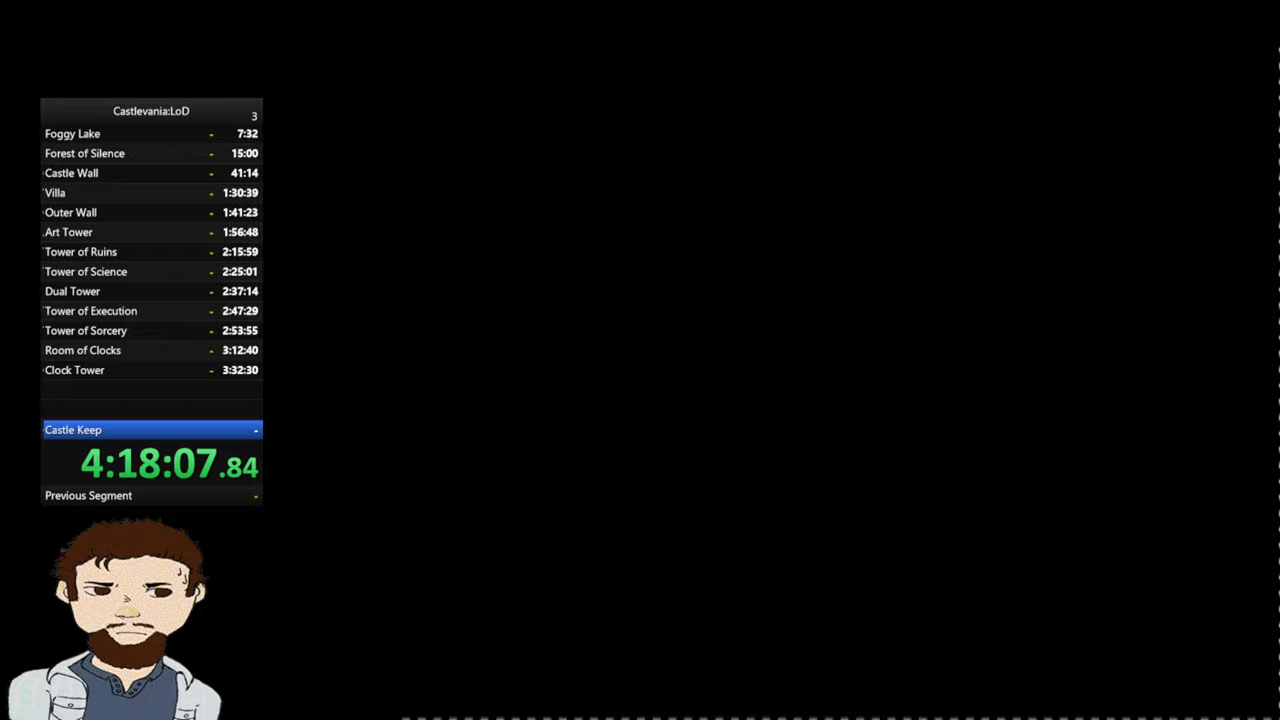 Castlevania:LoD
3
Foggy Lake - 7:32
Forest of Silence - 15:00
Castle Wall - 41:14
Villa - 1:30:39
Outer Wall - 1:41:23
Art Tower - 1:56:48
Tower of Ruins - 2:15:59
Tower of Science - 2:25:01
Dual Tower - 2:37:14
Tower of Execution - 2:47:29
Tower of Sorcery - 2:53:55
Room of Clocks - 3:12:40
Clock Tower - 3:32:30
Castle Keep -
4:18:07.84
Previous Segment -